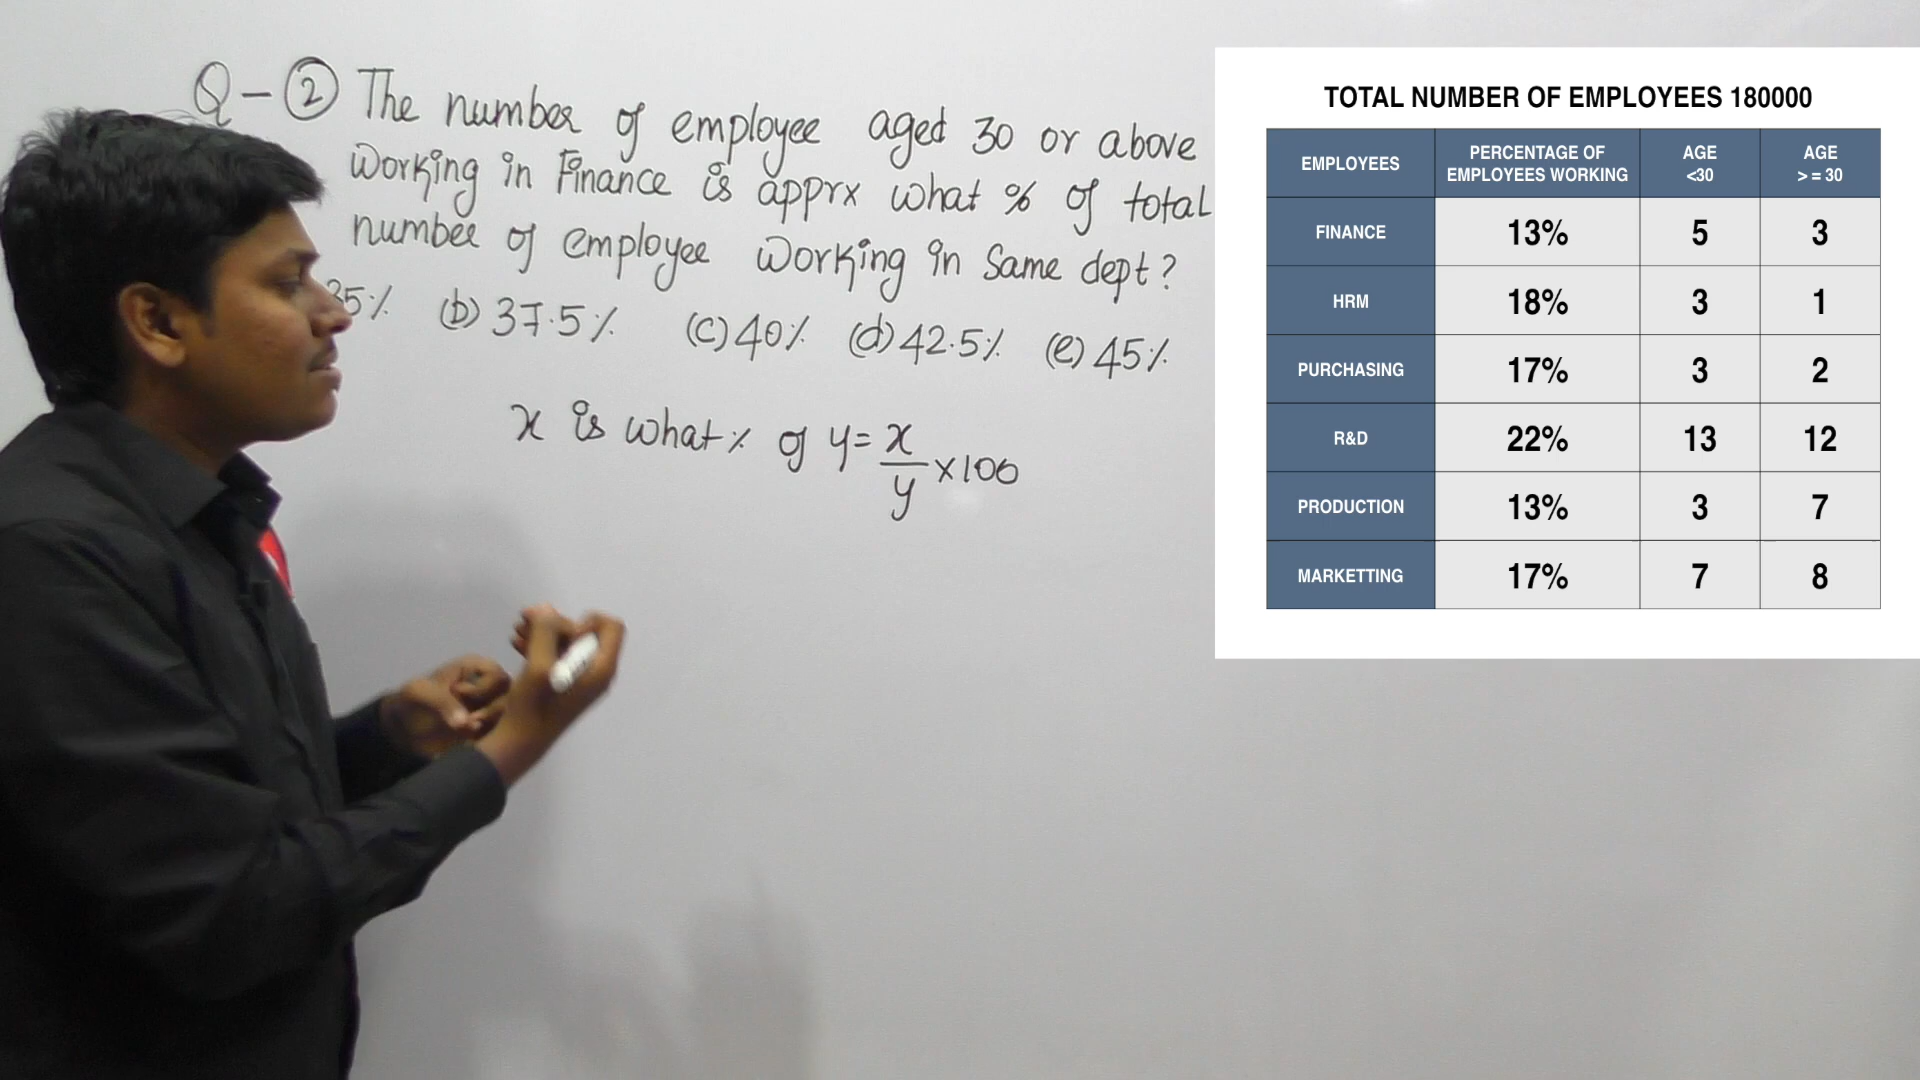 Q - ② The number of employee aged 30 or above
working in Finance is apprx what % of total
number of employee working in same dept?
35% (b) 37.5% (c) 40% (d) 42.5% (e) 45%
x is what % of y = x/y ×100
TOTAL NUMBER OF EMPLOYEES 180000
EMPLOYEES PERCENTAGE OF EMPLOYEES WORKING AGE <30 AGE > = 30
FINANCE 13% 5 3
HRM 18% 3 1
PURCHASING 17% 3 2
R&D 22% 13 12
PRODUCTION 13% 3 7
MARKETTING 17% 7 8